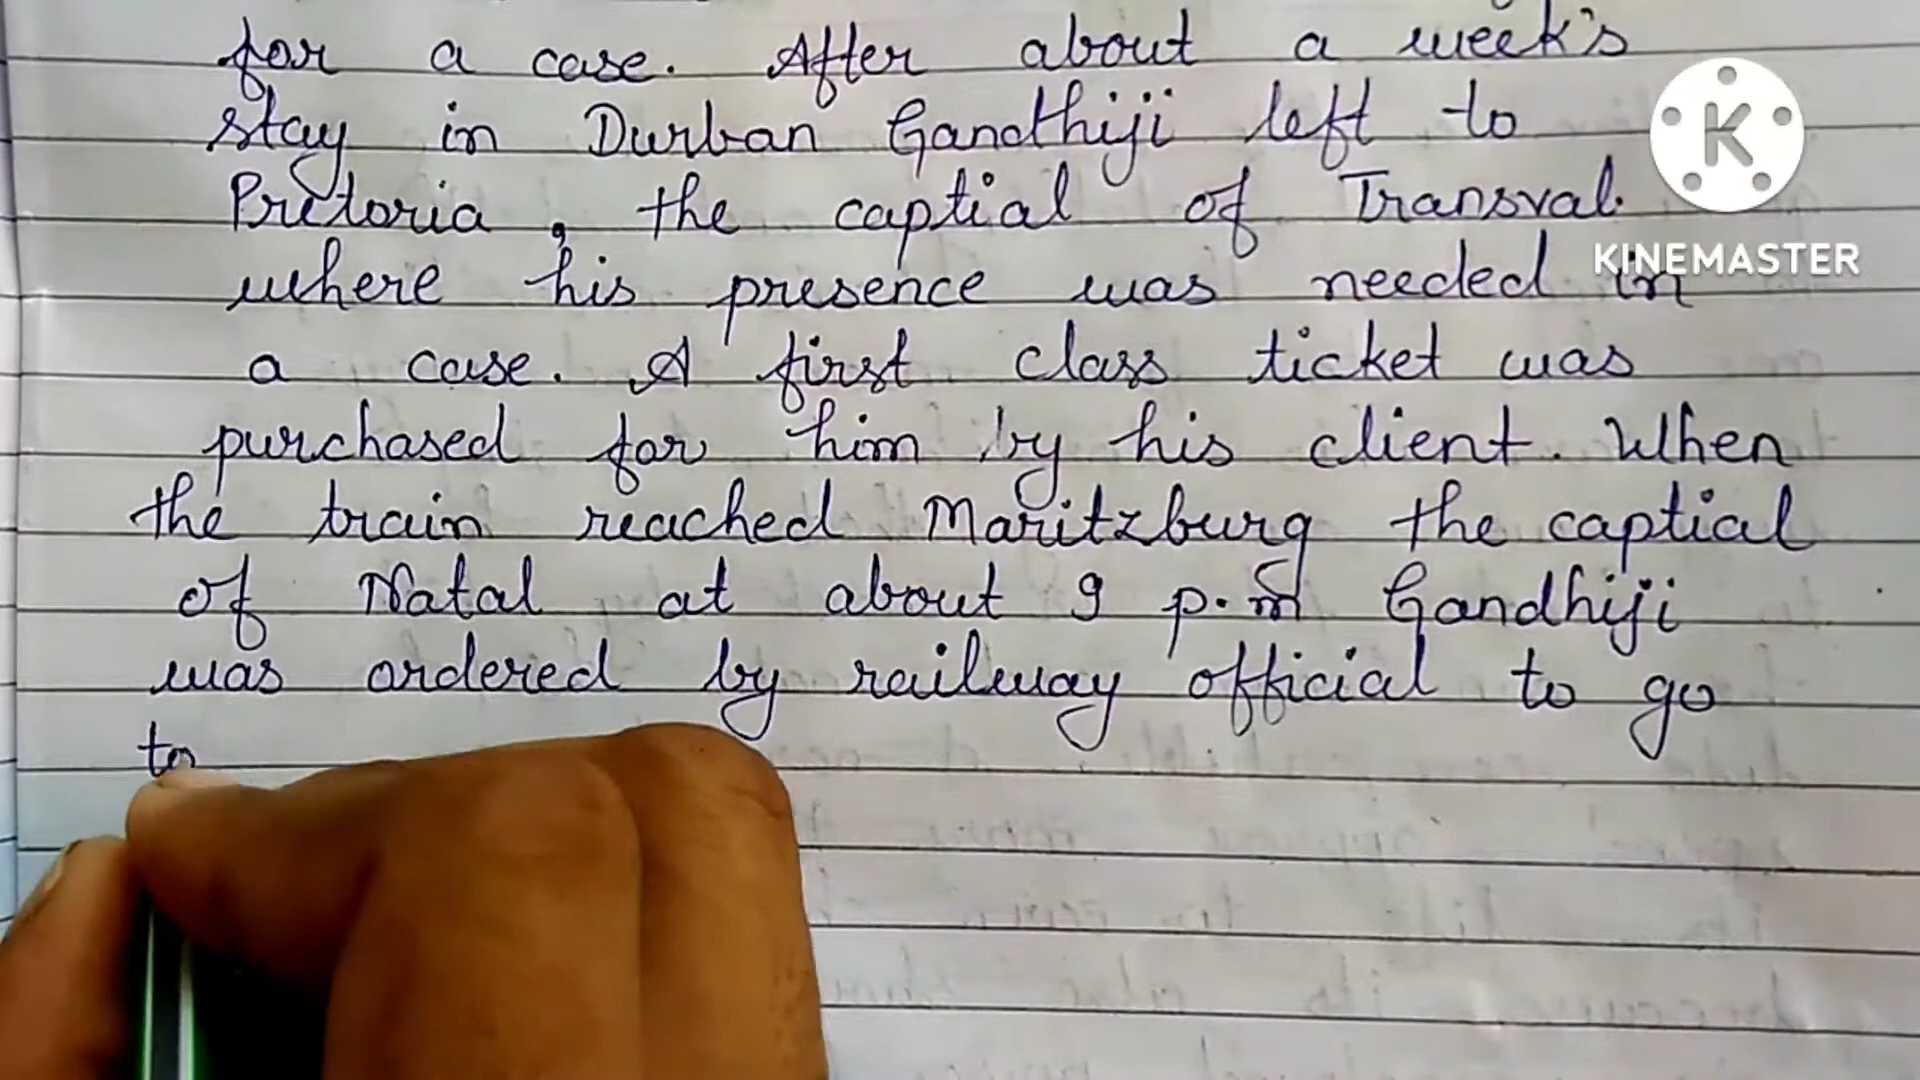 for a case. After about a week's
stay in Durban Gandhiji left to
Pretoria, the captial of Transval.
where his presence was needed in
a case. A first class ticket was
purchased for him by his client. When
the train reached Maritzburg the captial
of Natal at about 9 p.m Gandhiji
was ordered by railway official to go
to
K
KINEMASTER